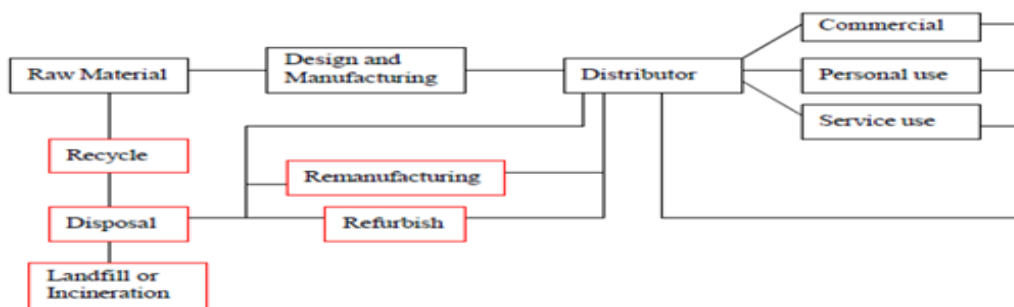 Commercial
Design and
Manufacturing
Raw Material
Distributor
Personal use
Service use
Recycle
Remanufacturing
Disposal
Refurbish
Landfill or
Incineration